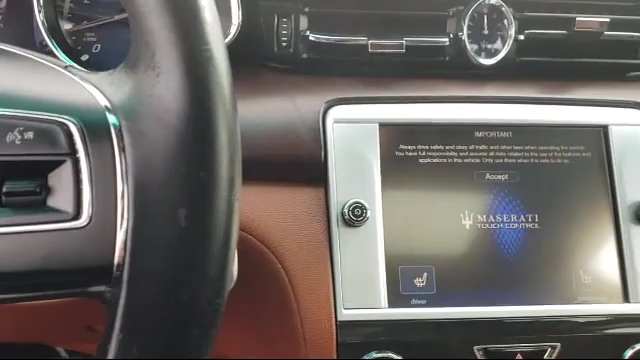 0
VR
IMPORTANT
Always drive safely and obey all traffic and other laws when operating the vehicle.
You have full responsibility and assume all risks related to the use of the features and
applications in this vehicle. Only use them when it is safe to do so.
Accept
MASERATI
TOUCH CONTROL
driver